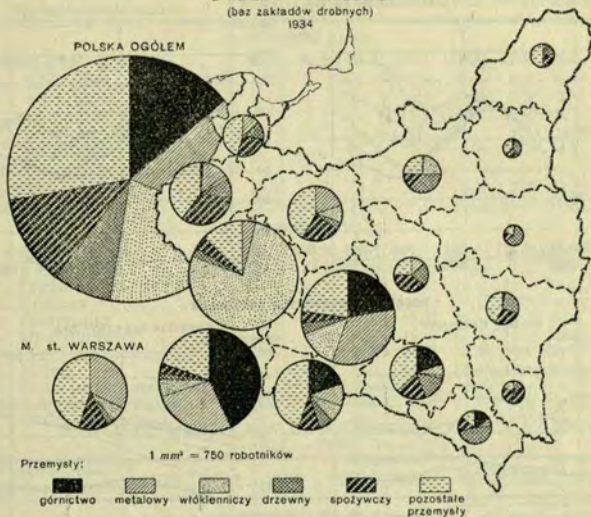 (bez zakładów drobnych)
1934
POLSKA OGÓŁEM
M. st. WARSZAWA
1 mm² = 750 robotników
Przemysły:
górnictwo metalowy włókienniczy drzewny spożywczy pozostałe przemysły